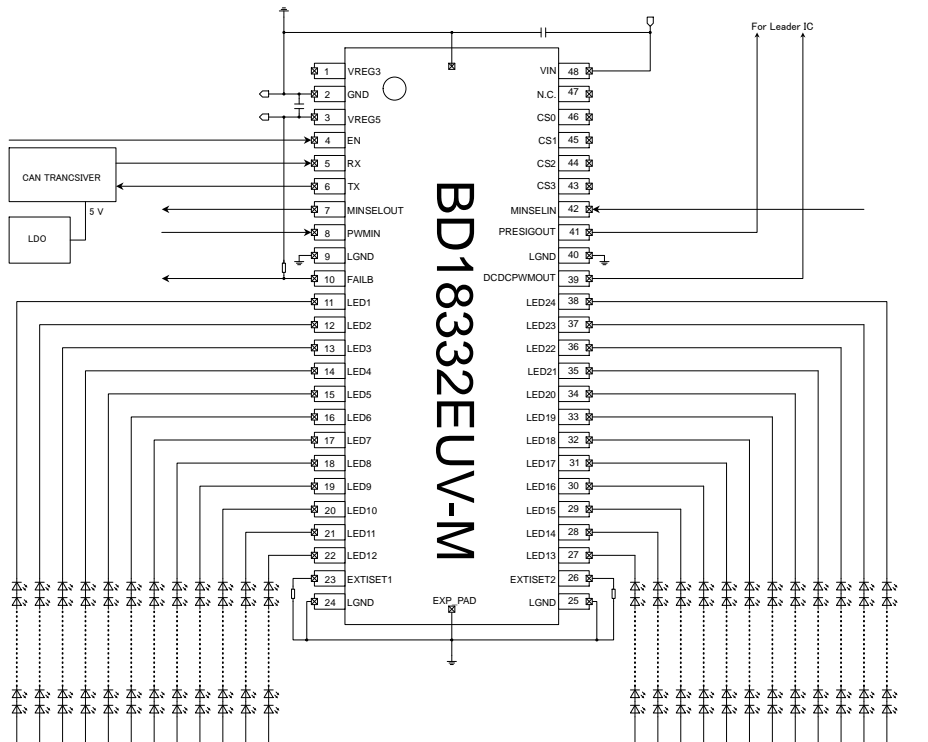 For Leader IC
1 VREG3
2 GND
3 VREG5
4 EN
5 RX
6 TX
7 MINSELOUT
8 PWMIN
9 LGND
10 FAILB
11 LED1
12 LED2
13 LED3
14 LED4
15 LED5
16 LED6
17 LED7
18 LED8
19 LED9
20 LED10
21 LED11
22 LED12
23 EXTISET1
24 LGND
CAN TRANCSIVER
5 V
LDO
BD18332EUV-M
EXP_PAD
VIN 48
N.C. 47
CS0 46
CS1 45
CS2 44
CS3 43
MINSELIN 42
PRESIGOUT 41
LGND 40
DCDCPWMOUT 39
LED24 38
LED23 37
LED22 36
LED21 35
LED20 34
LED19 33
LED18 32
LED17 31
LED16 30
LED15 29
LED14 28
LED13 27
EXTISET2 26
LGND 25